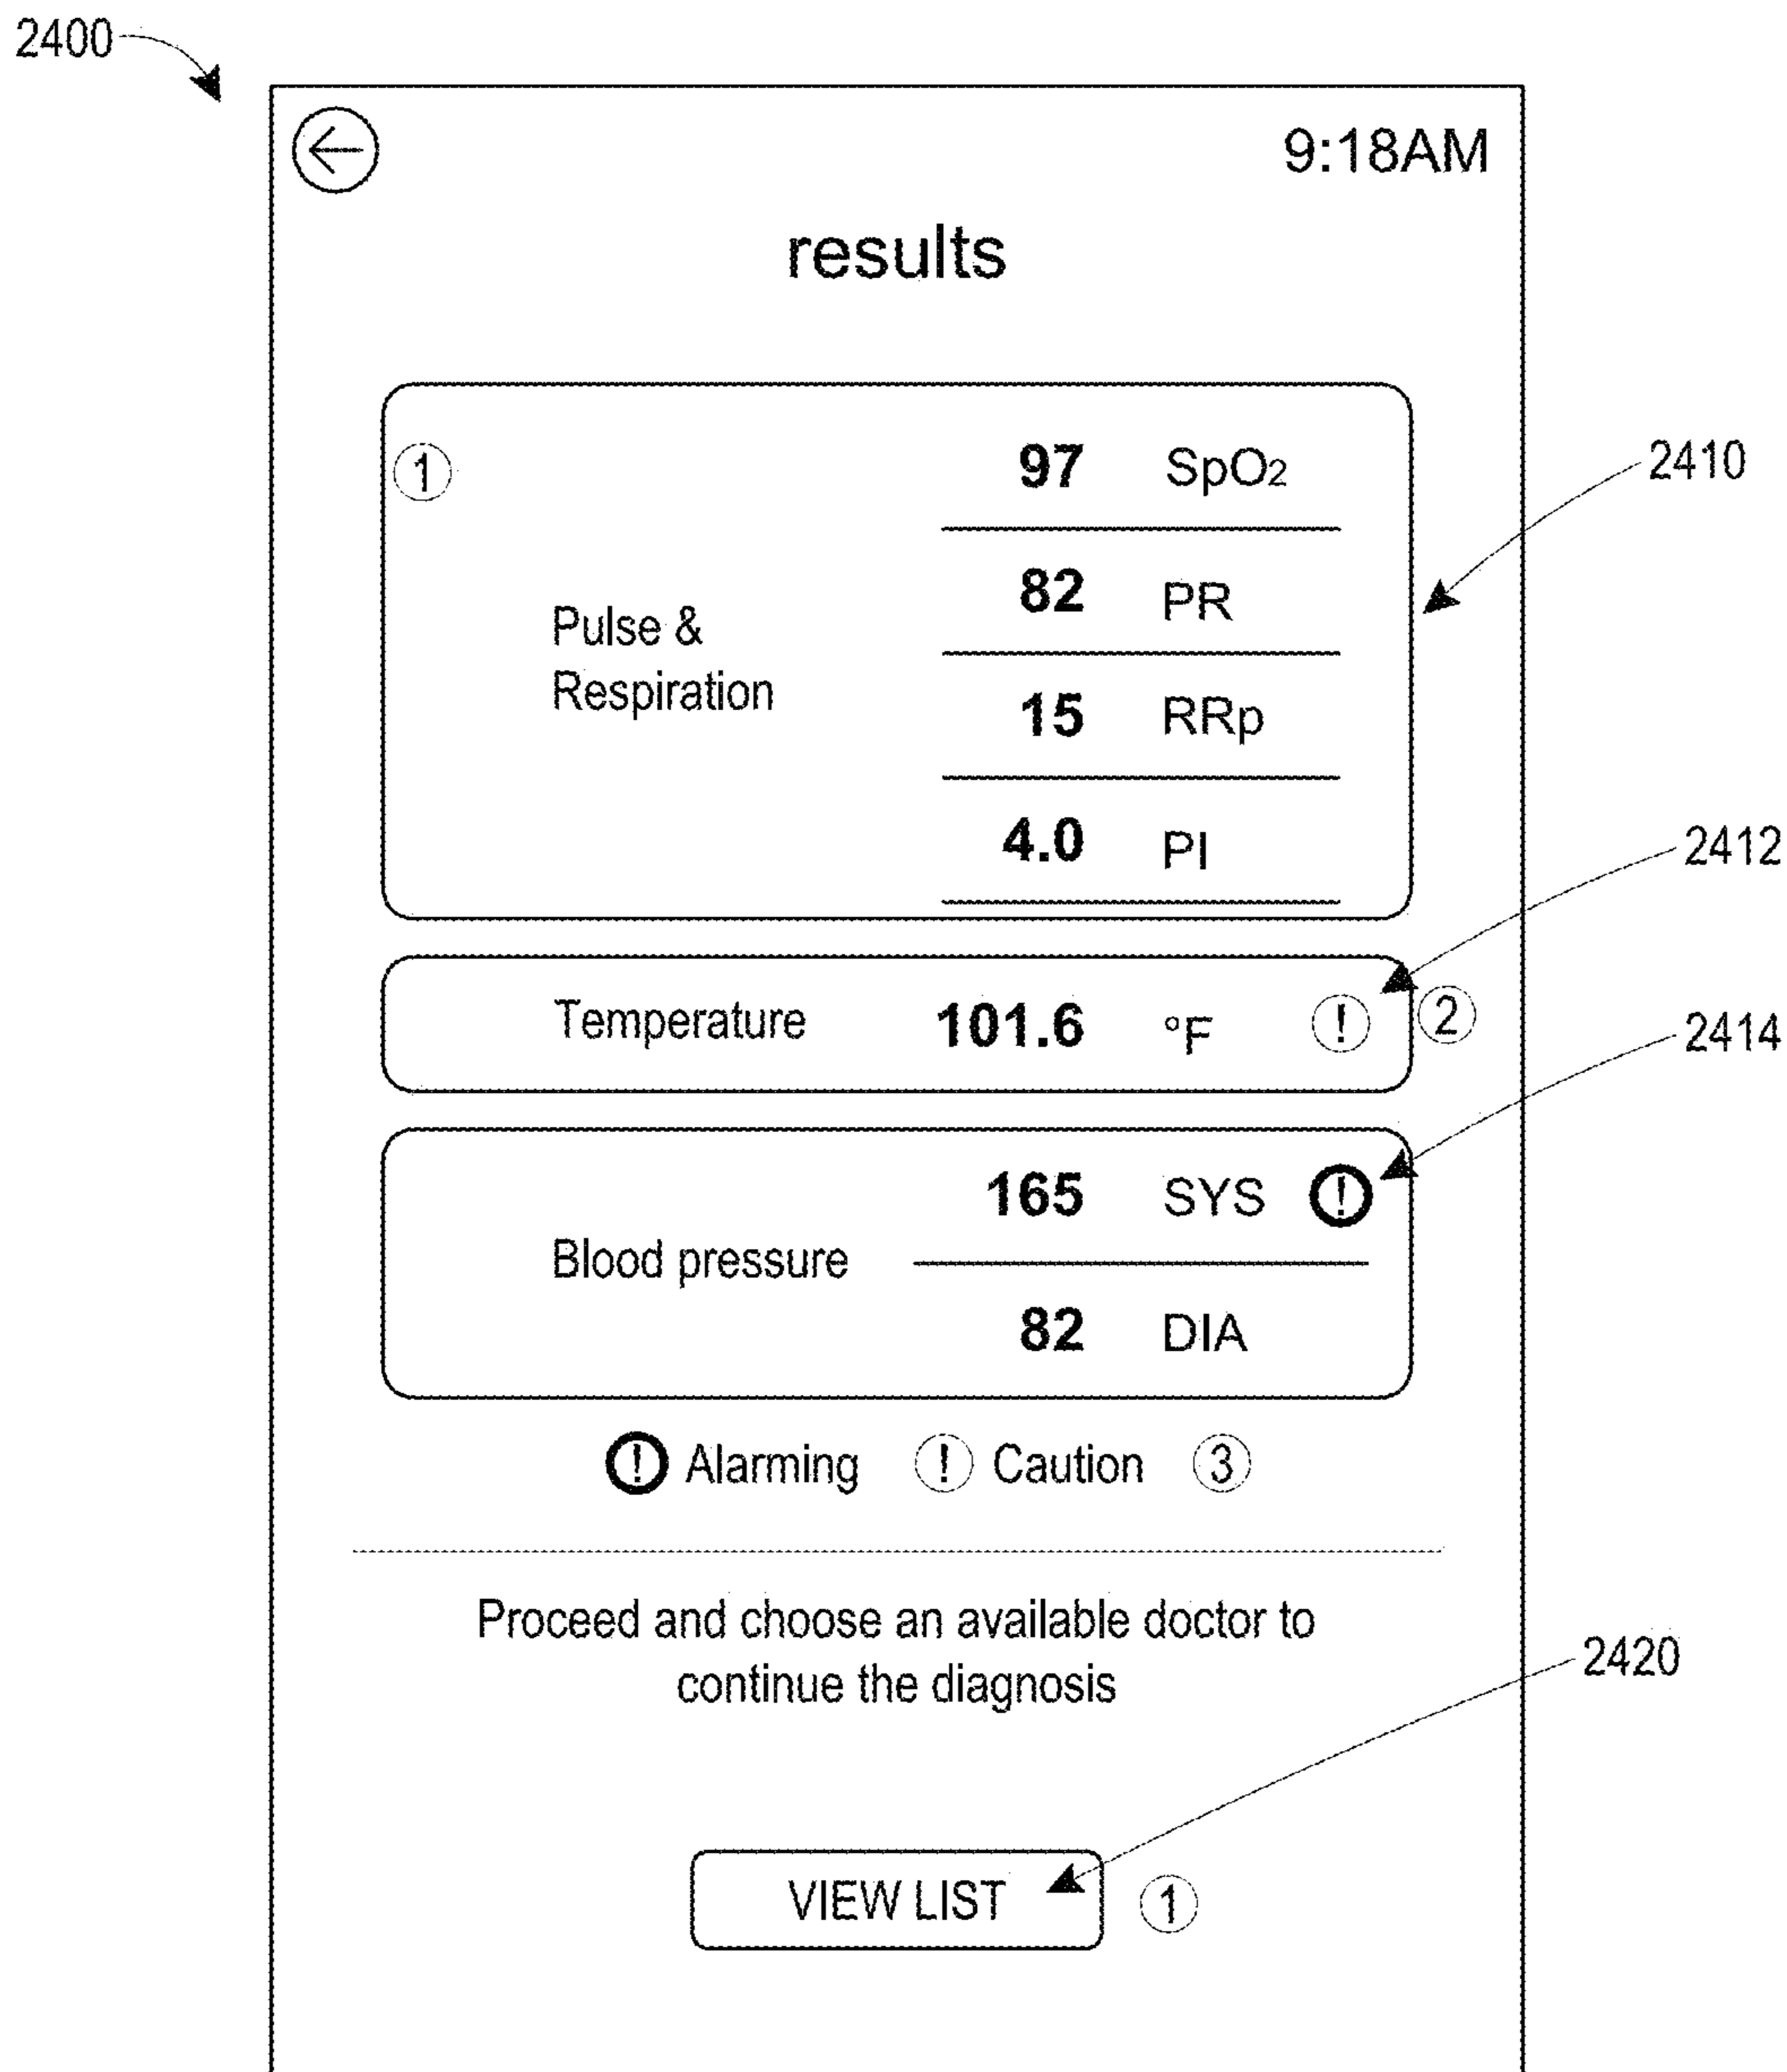 2400
9:18AM
results
① 97 SpO₂
2410
82 PR
Pulse &
Respiration
15 RRp
4.0 PI
2412
Temperature 101.6 °F ! ②
2414
165 SYS !
Blood pressure
82 DIA
! Alarming ! Caution ③
Proceed and choose an available doctor to
continue the diagnosis
2420
VIEW LIST ①